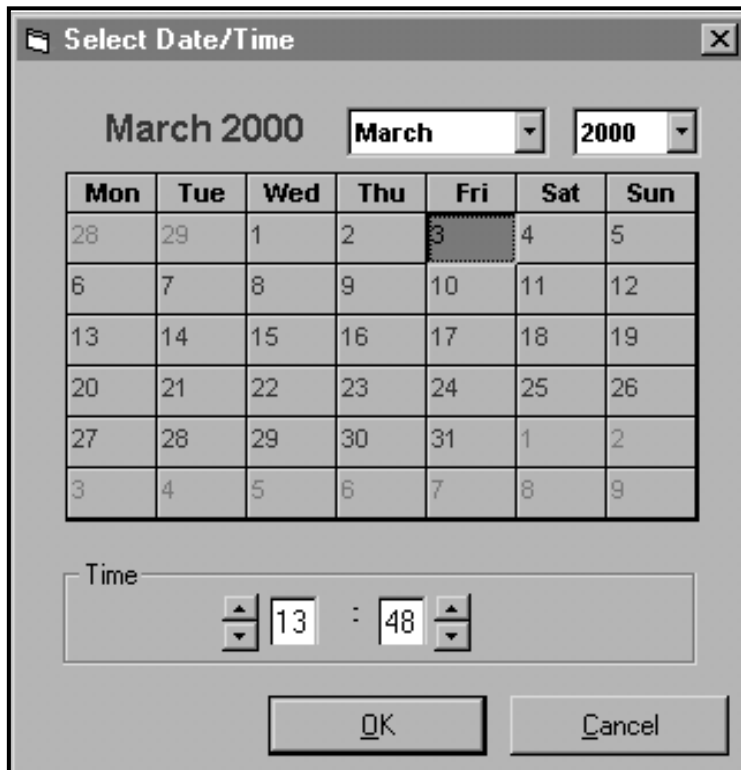 Select Date/Time
March 2000 March 2000
Mon Tue Wed Thu Fri Sat Sun
28 29 1 2 3 4 5
6 7 8 9 10 11 12
13 14 15 16 17 18 19
20 21 22 23 24 25 26
27 28 29 30 31 1 2
3 4 5 6 7 8 9
Time
13 : 48
OK Cancel